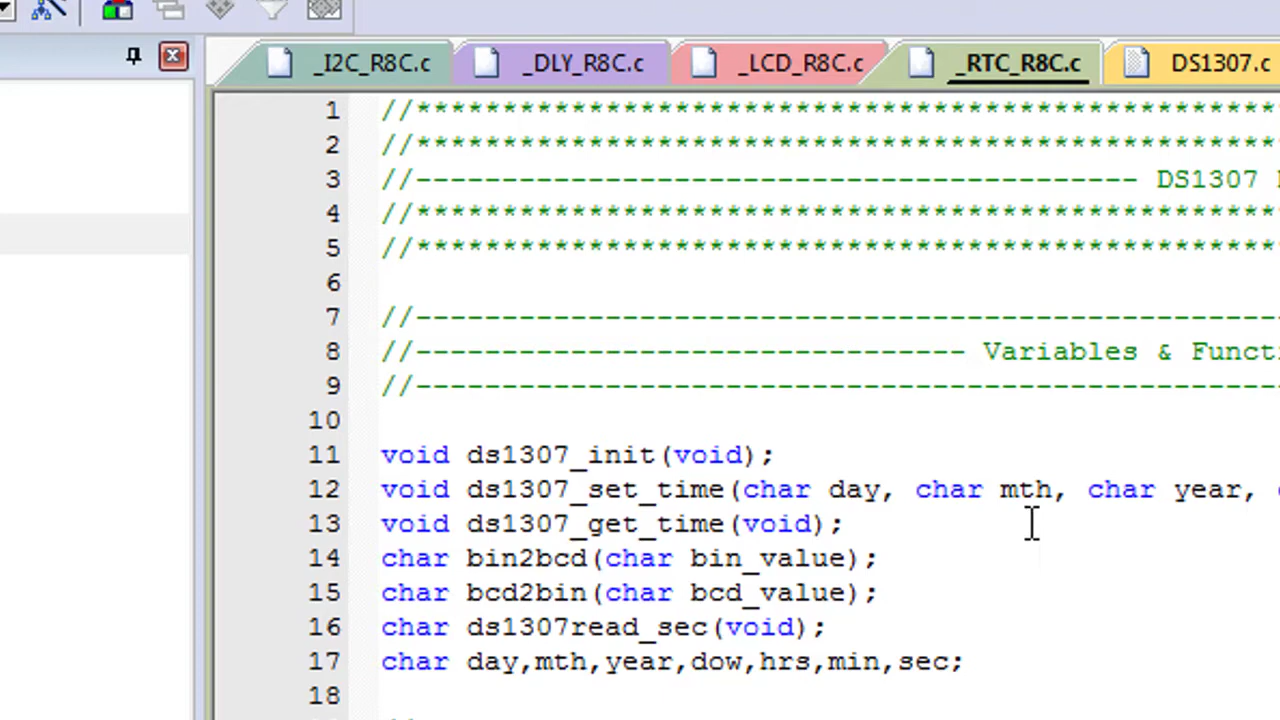 _I2C_R8C.c _DLY_R8C.c _LCD_R8C.c _RTC_R8C.c DS1307.c
1 //**************************************************
2 //**************************************************
3 //------------------------------------------ DS1307
4 //**************************************************
5 //**************************************************
6
7 //--------------------------------------------------
8 //-------------------------------- Variables & Functi
9 //--------------------------------------------------
10
11 void ds1307_init(void);
12 void ds1307_set_time(char day, char mth, char year,
13 void ds1307_get_time(void);
14 char bin2bcd(char bin_value);
15 char bcd2bin(char bcd_value);
16 char ds1307read_sec(void);
17 char day,mth,year,dow,hrs,min,sec;
18